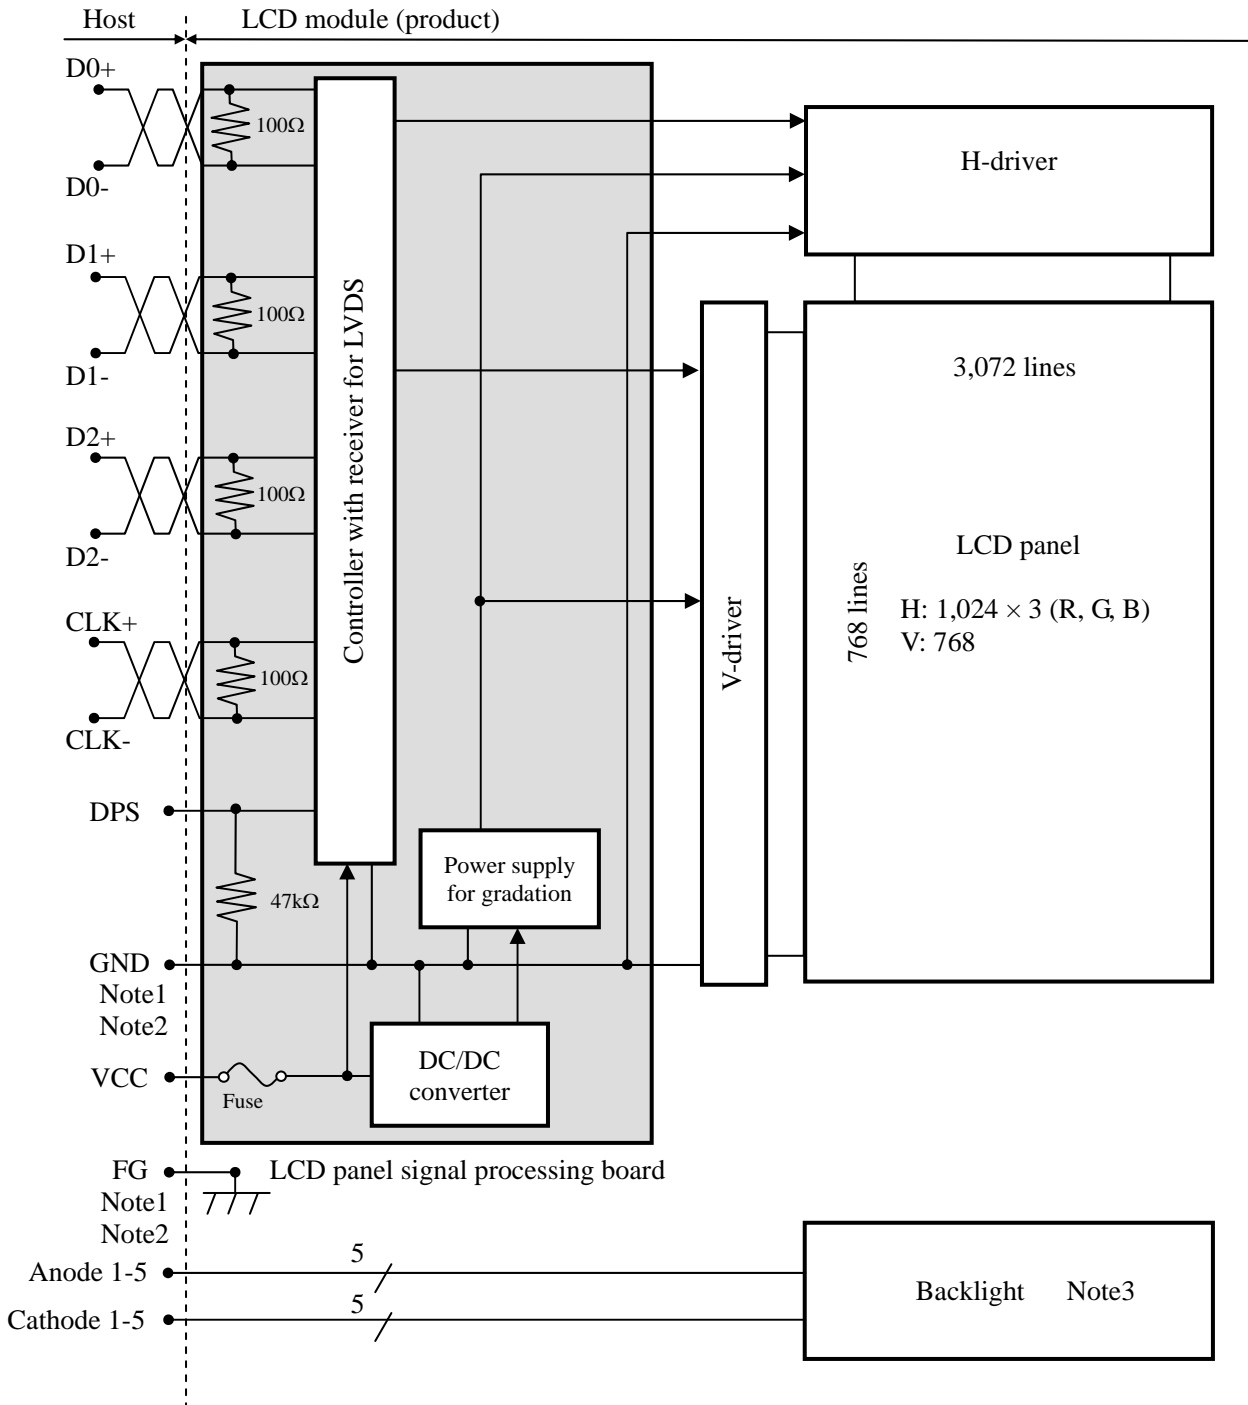 Host
LCD module (product)
D0+
100Ω
D0-
H-driver
D1+
100Ω
D1-
Controller with receiver for LVDS
3,072 lines
D2+
100Ω
D2-
LCD panel
H: 1,024 × 3 (R, G, B)
V: 768
768 lines
V-driver
CLK+
100Ω
CLK-
DPS
Power supply
for gradation
47kΩ
GND
Note1
Note2
DC/DC
converter
VCC
Fuse
FG
LCD panel signal processing board
Note1
Note2
Anode 1-5
5
Backlight Note3
Cathode 1-5
5